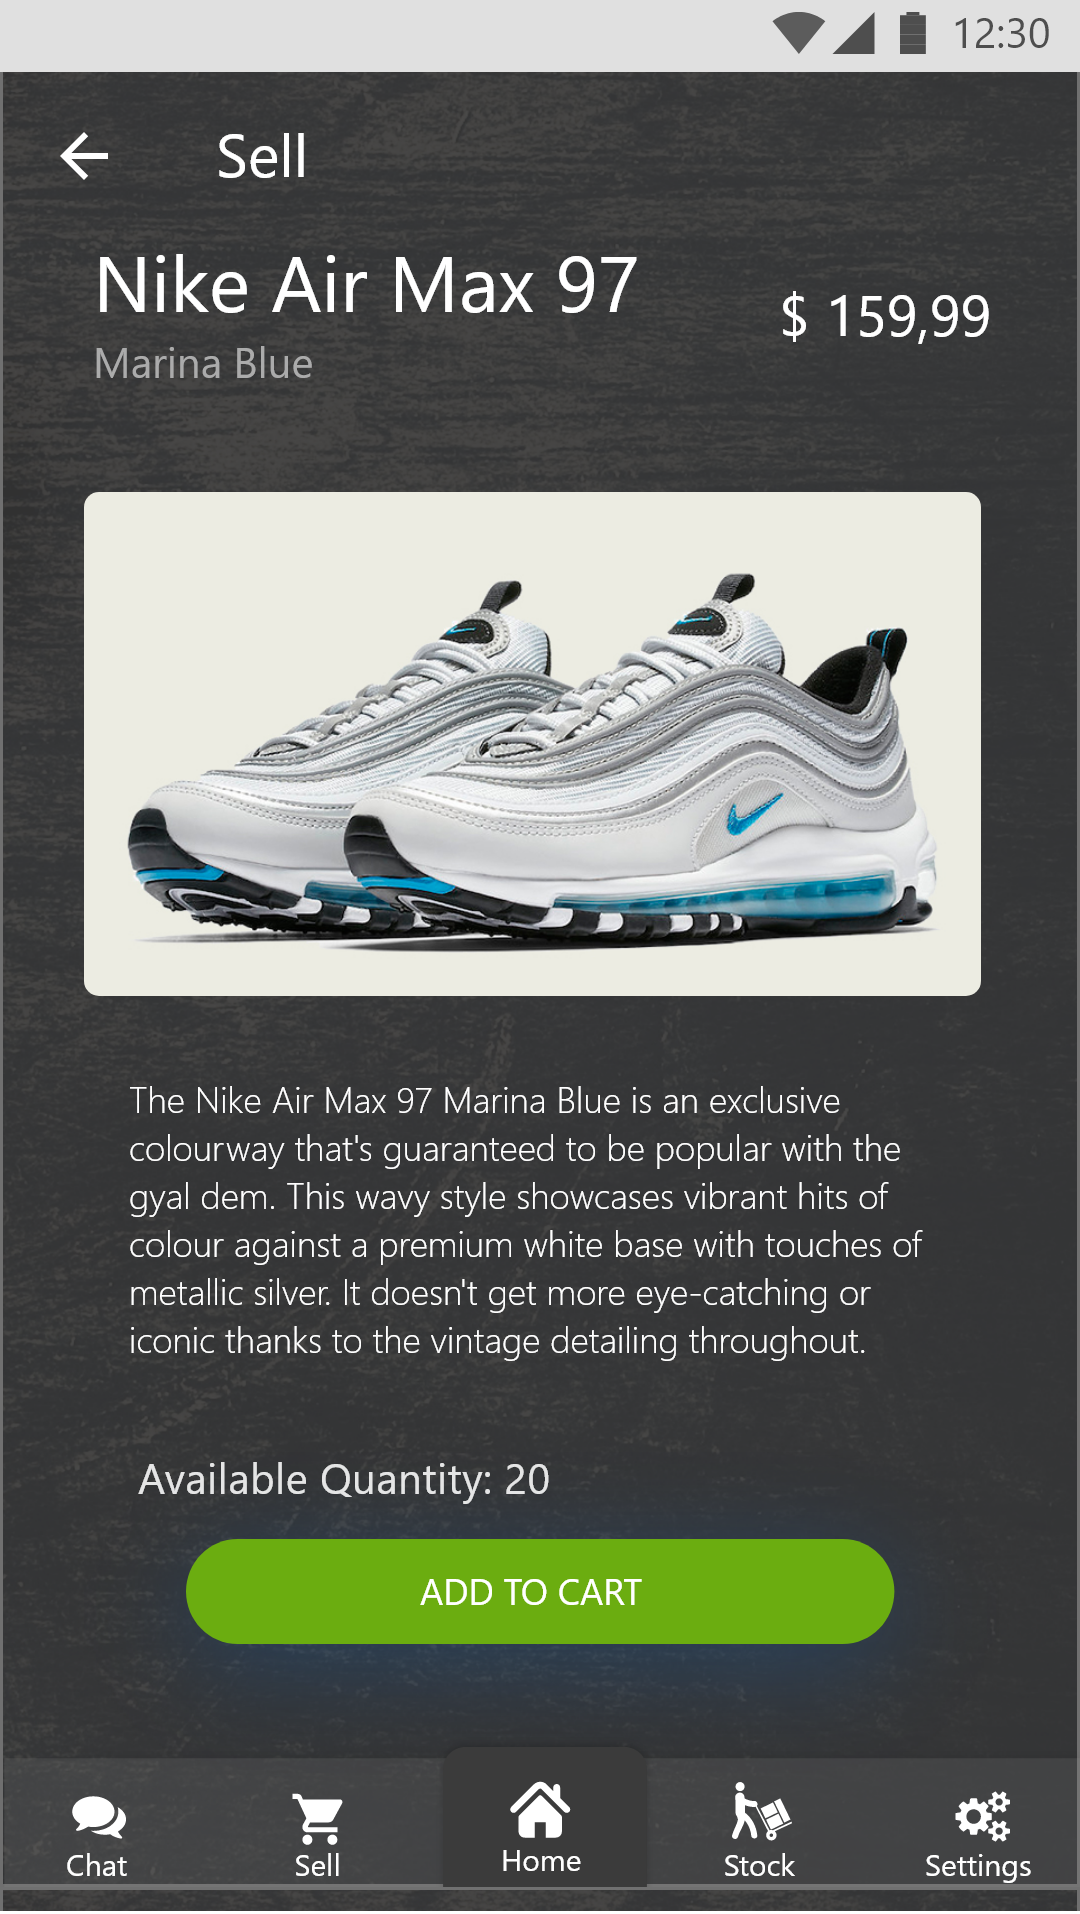 12:30
Sell
Nike Air Max 97
$ 159,99
Marina Blue
The Nike Air Max 97 Marina Blue is an exclusive
colourway that's guaranteed to be popular with the
gyal dem. This wavy style showcases vibrant hits of
colour against a premium white base with touches of
metallic silver. It doesn't get more eye-catching or
iconic thanks to the vintage detailing throughout.
Available Quantity: 20
ADD TO CART
Chat
Sell
Home
Stock
Settings